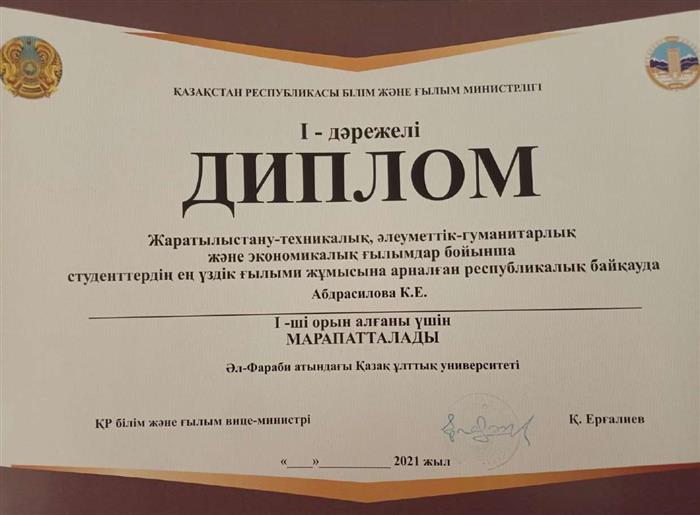 ҚАЗАҚСТАН РЕСПУБЛИКАСЫ БІЛІМ ЖӘНЕ ҒЫЛЫМ МИНИСТРЛІГІ
I - дәрежелі
ДИПЛОМ
Жаратылыстану-техникалық, әлеуметтік-гуманитарлық
және экономикалық ғылымдар бойынша
студенттердің ең үздік ғылыми жұмысына арналған республикалық байқауда
Абдрасилова К.Е.
I -ші орын алғаны үшін
МАРАПАТТАЛАДЫ
Әл-Фараби атындағы Қазақ ұлттық университеті
ҚР білім және ғылым вице-министрі Қ. Ерғалиев
«___»___________ 2021 жыл